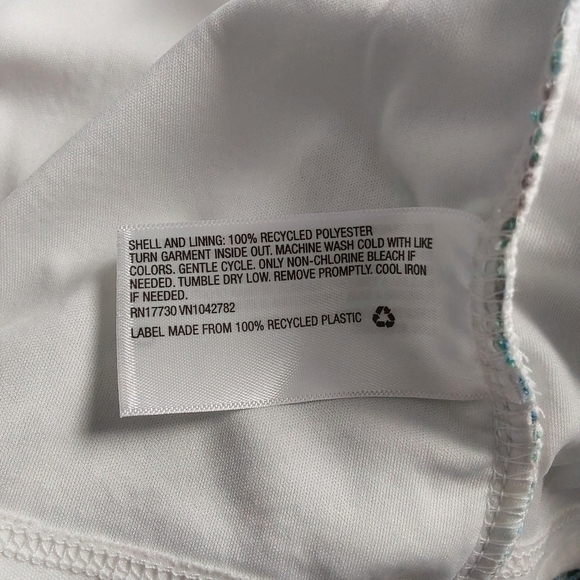 SHELL AND LINING: 100% RECYCLED POLYESTER
TURN GARMENT INSIDE OUT. MACHINE WASH COLD WITH LIKE
COLORS. GENTLE CYCLE. ONLY NON-CHLORINE BLEACH IF
NEEDED. TUMBLE DRY LOW. REMOVE PROMPTLY. COOL IRON
IF NEEDED.
RN17730 VN1042782
LABEL MADE FROM 100% RECYCLED PLASTIC